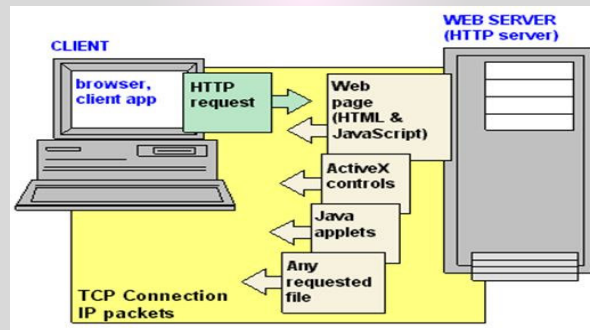 WEB SERVER
(HTTP server)
CLIENT
browser,
client app
HTTP
request
Web
page
(HTML &
JavaScript)
ActiveX
controls
Java
applets
Any
requested
file
TCP Connection
IP packets